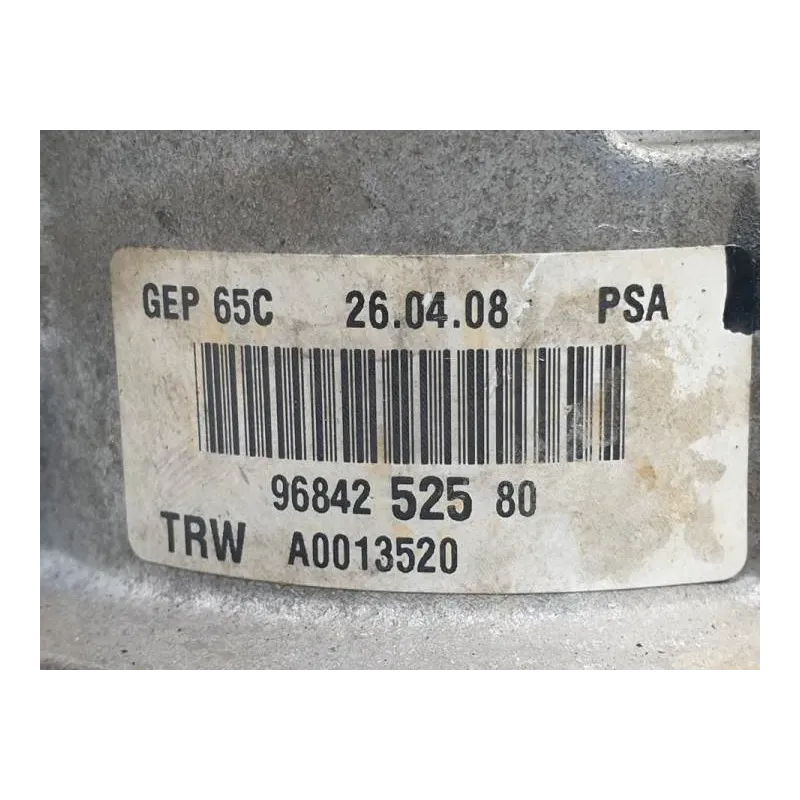 GEP 65C 26.04.08 PSA
96842 525 80
TRW A0013520